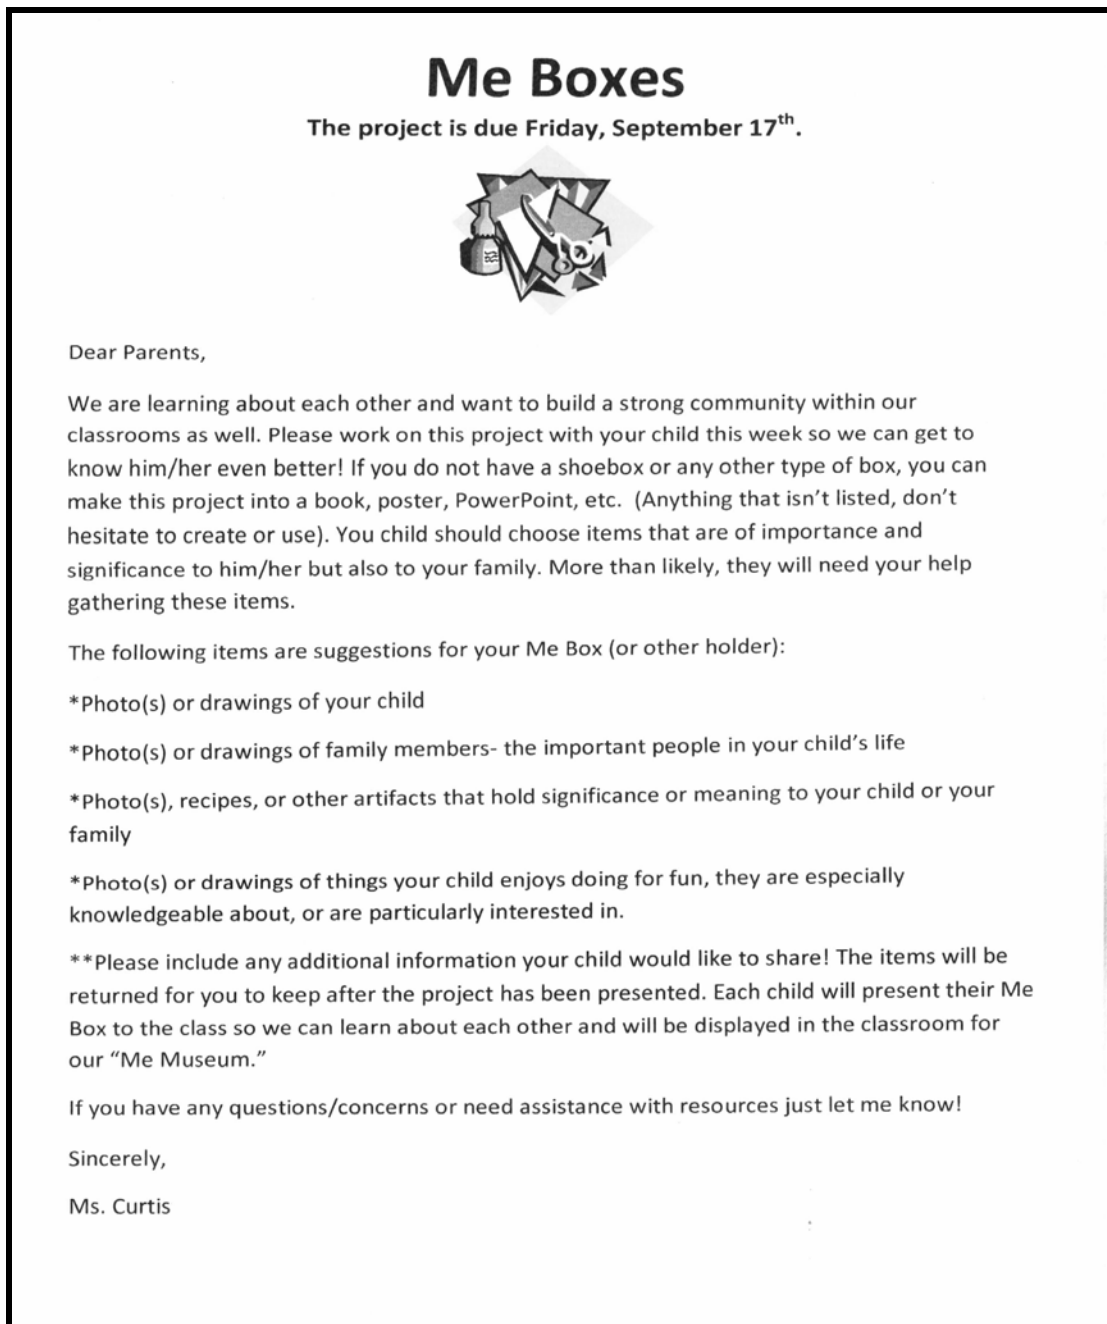 Me Boxes
The project is due Friday, September 17th.
Dear Parents,
We are learning about each other and want to build a strong community within our
classrooms as well. Please work on this project with your child this week so we can get to
know him/her even better! If you do not have a shoebox or any other type of box, you can
make this project into a book, poster, PowerPoint, etc.  (Anything that isn't listed, don't
hesitate to create or use). You child should choose items that are of importance and
significance to him/her but also to your family. More than likely, they will need your help
gathering these items.
The following items are suggestions for your Me Box (or other holder):
*Photo(s) or drawings of your child
*Photo(s) or drawings of family members- the important people in your child's life
*Photo(s), recipes, or other artifacts that hold significance or meaning to your child or your
family
*Photo(s) or drawings of things your child enjoys doing for fun, they are especially
knowledgeable about, or are particularly interested in.
**Please include any additional information your child would like to share! The items will be
returned for you to keep after the project has been presented. Each child will present their Me
Box to the class so we can learn about each other and will be displayed in the classroom for
our "Me Museum."
If you have any questions/concerns or need assistance with resources just let me know!
Sincerely,
Ms. Curtis